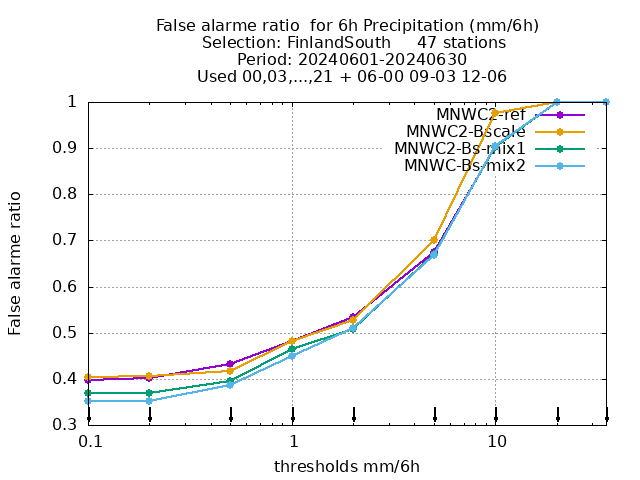 False alarme ratio  for 6h Precipitation (mm/6h)
Selection: FinlandSouth     47 stations
Period: 20240601-20240630
Used 00,03,...,21 + 06-00 09-03 12-06
MNWC2-ref
MNWC2-Bscale
MNWC2-Bs-mix1
MNWC-Bs-mix2
False alarme ratio
1
0.9
0.8
0.7
0.6
0.5
0.4
0.3
0.1 1 10
thresholds mm/6h